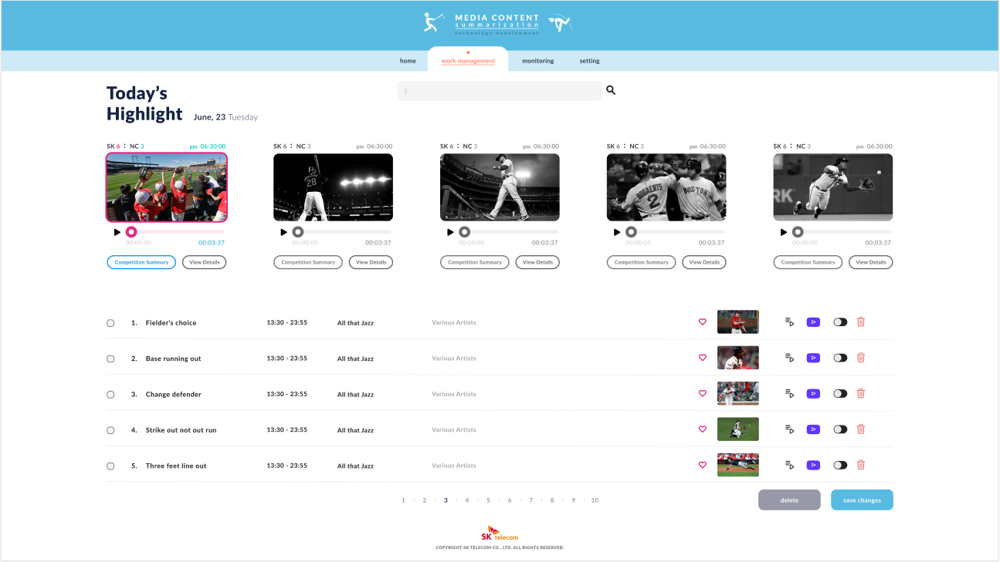 MEDIA CONTENT
summarization
technology development
home work management monitoring setting
Today's
Highlight June, 23 Tuesday
SK 6 : NC 3 pm 06:30:00 SK 6 : NC 3 pm 06:30:00 SK 6 : NC 3 pm 06:30:00 SK 6 : NC 3 pm 06:30:00 SK 6 : NC 3 pm 06:30:00
28
BOGAERTS
2
BOSTON
RK
00:00:00 00:03:37 00:00:00 00:03:37 00:00:00 00:03:37 00:00:00 00:03:37 00:00:00 00:03:37
Competition Summary View Details Competition Summary View Details Competition Summary View Details Competition Summary View Details Competition Summary View Details
1. Fielder's choice 13:30 - 23:55 All that Jazz Various Artists
2. Base running out 13:30 - 23:55 All that Jazz Various Artists
3. Change defender 13:30 - 23:55 All that Jazz Various Artists
4. Strike out not out run 13:30 - 23:55 All that Jazz Various Artists
5. Three feet line out 13:30 - 23:55 All that Jazz Various Artists
1 2 3 4 5 6 7 8 9 10 delete save changes
SK telecom
COPYRIGHT SK TELECOM CO., LTD. ALL RIGHTS RESERVED.